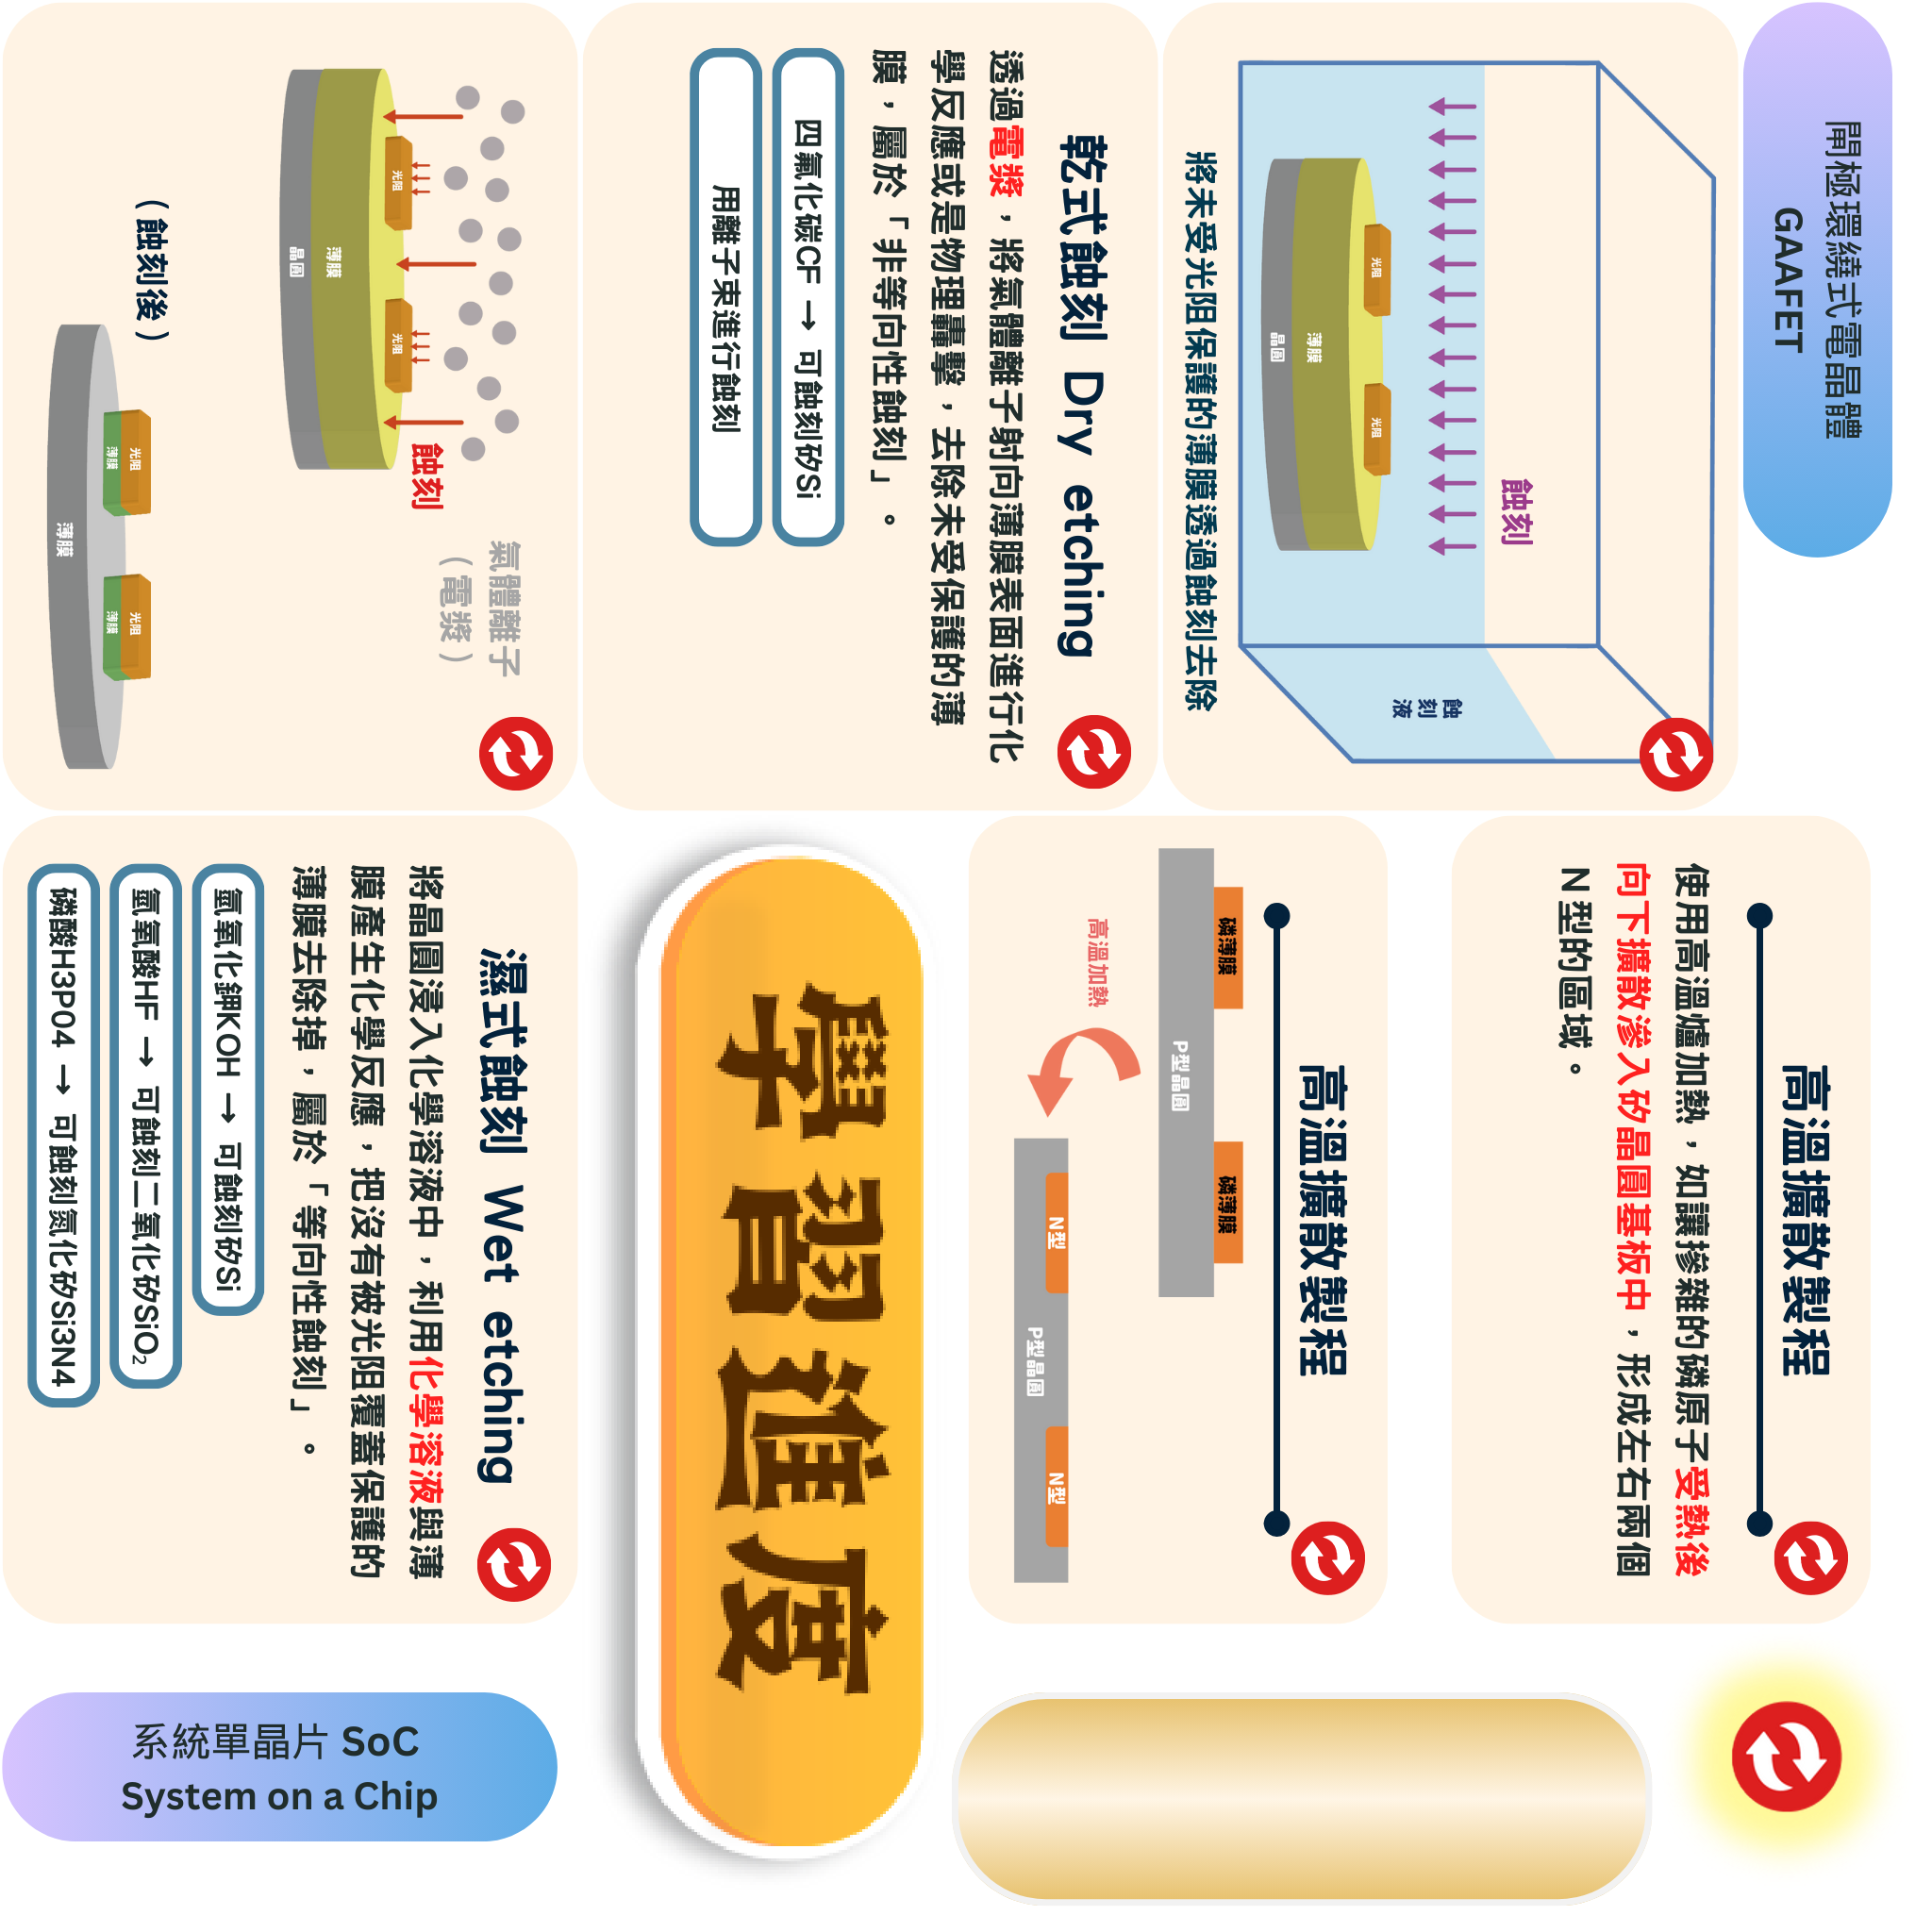 閘極環繞式電晶體
GAAFET
蝕刻
光阻
光阻
薄膜
晶圓
蝕
刻
液
將未受光阻保護的薄膜透過蝕刻去除
乾式蝕刻 Dry etching
透過電漿，將氣體離子射向薄膜表面進行化
學反應或是物理轟擊，去除未受保護的薄
膜，屬於「非等向性蝕刻」。
四氟化碳CF → 可蝕刻矽Si
用離子束進行蝕刻
氣體離子
（電漿）
蝕刻
光阻
光阻
薄膜
晶圓
（蝕刻後）
光阻
薄膜
光阻
薄膜
薄膜
高溫擴散製程
使用高溫爐加熱，如讓摻雜的磷原子受熱後
向下擴散滲入矽晶圓基板中，形成左右兩個
N 型的區域。
高溫擴散製程
磷薄膜
磷薄膜
P型晶圓
高溫加熱
N型
N型
P型晶圓
學習進度
濕式蝕刻 Wet etching
將晶圓浸入化學溶液中，利用化學溶液與薄
膜產生化學反應，把沒有被光阻覆蓋保護的
薄膜去除掉，屬於「等向性蝕刻」。
氫氧化鉀KOH → 可蝕刻矽Si
氫氧酸HF → 可蝕刻二氧化矽SiO₂
磷酸H3PO4 → 可蝕刻氮化矽Si3N4
系統單晶片 SoC
System on a Chip